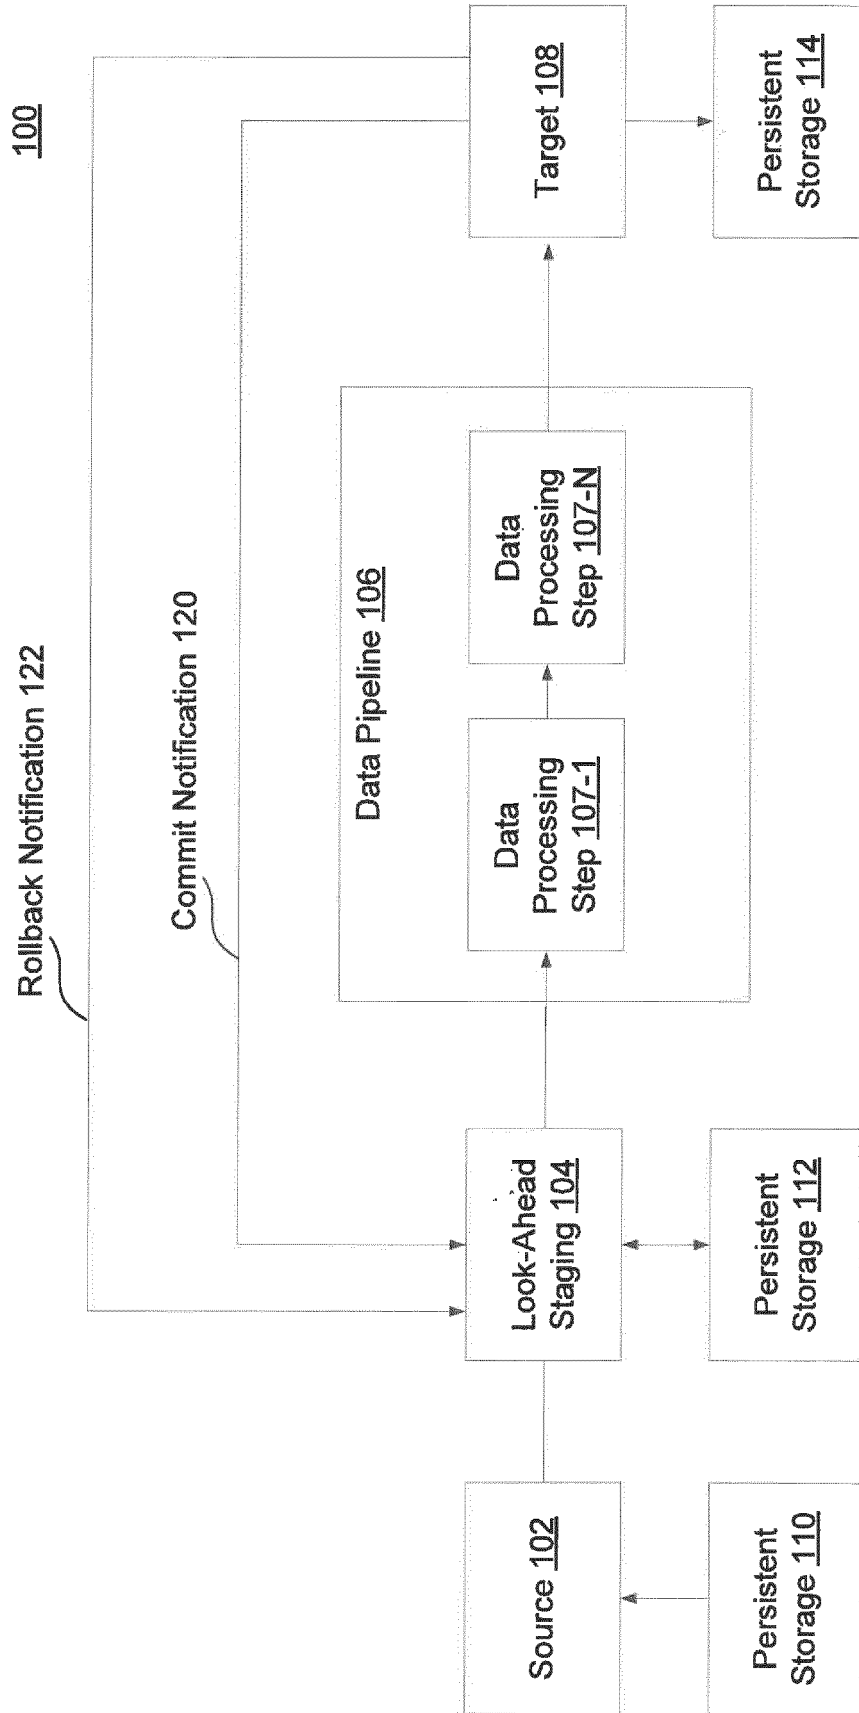 100
Rollback Notification 122
Commit Notification 120
Data Pipeline 106
Source 102
Look-Ahead
Staging 104
Data
Processing
Step 107-1
Data
Processing
Step 107-N
Target 108
Persistent
Storage 110
Persistent
Storage 112
Persistent
Storage 114